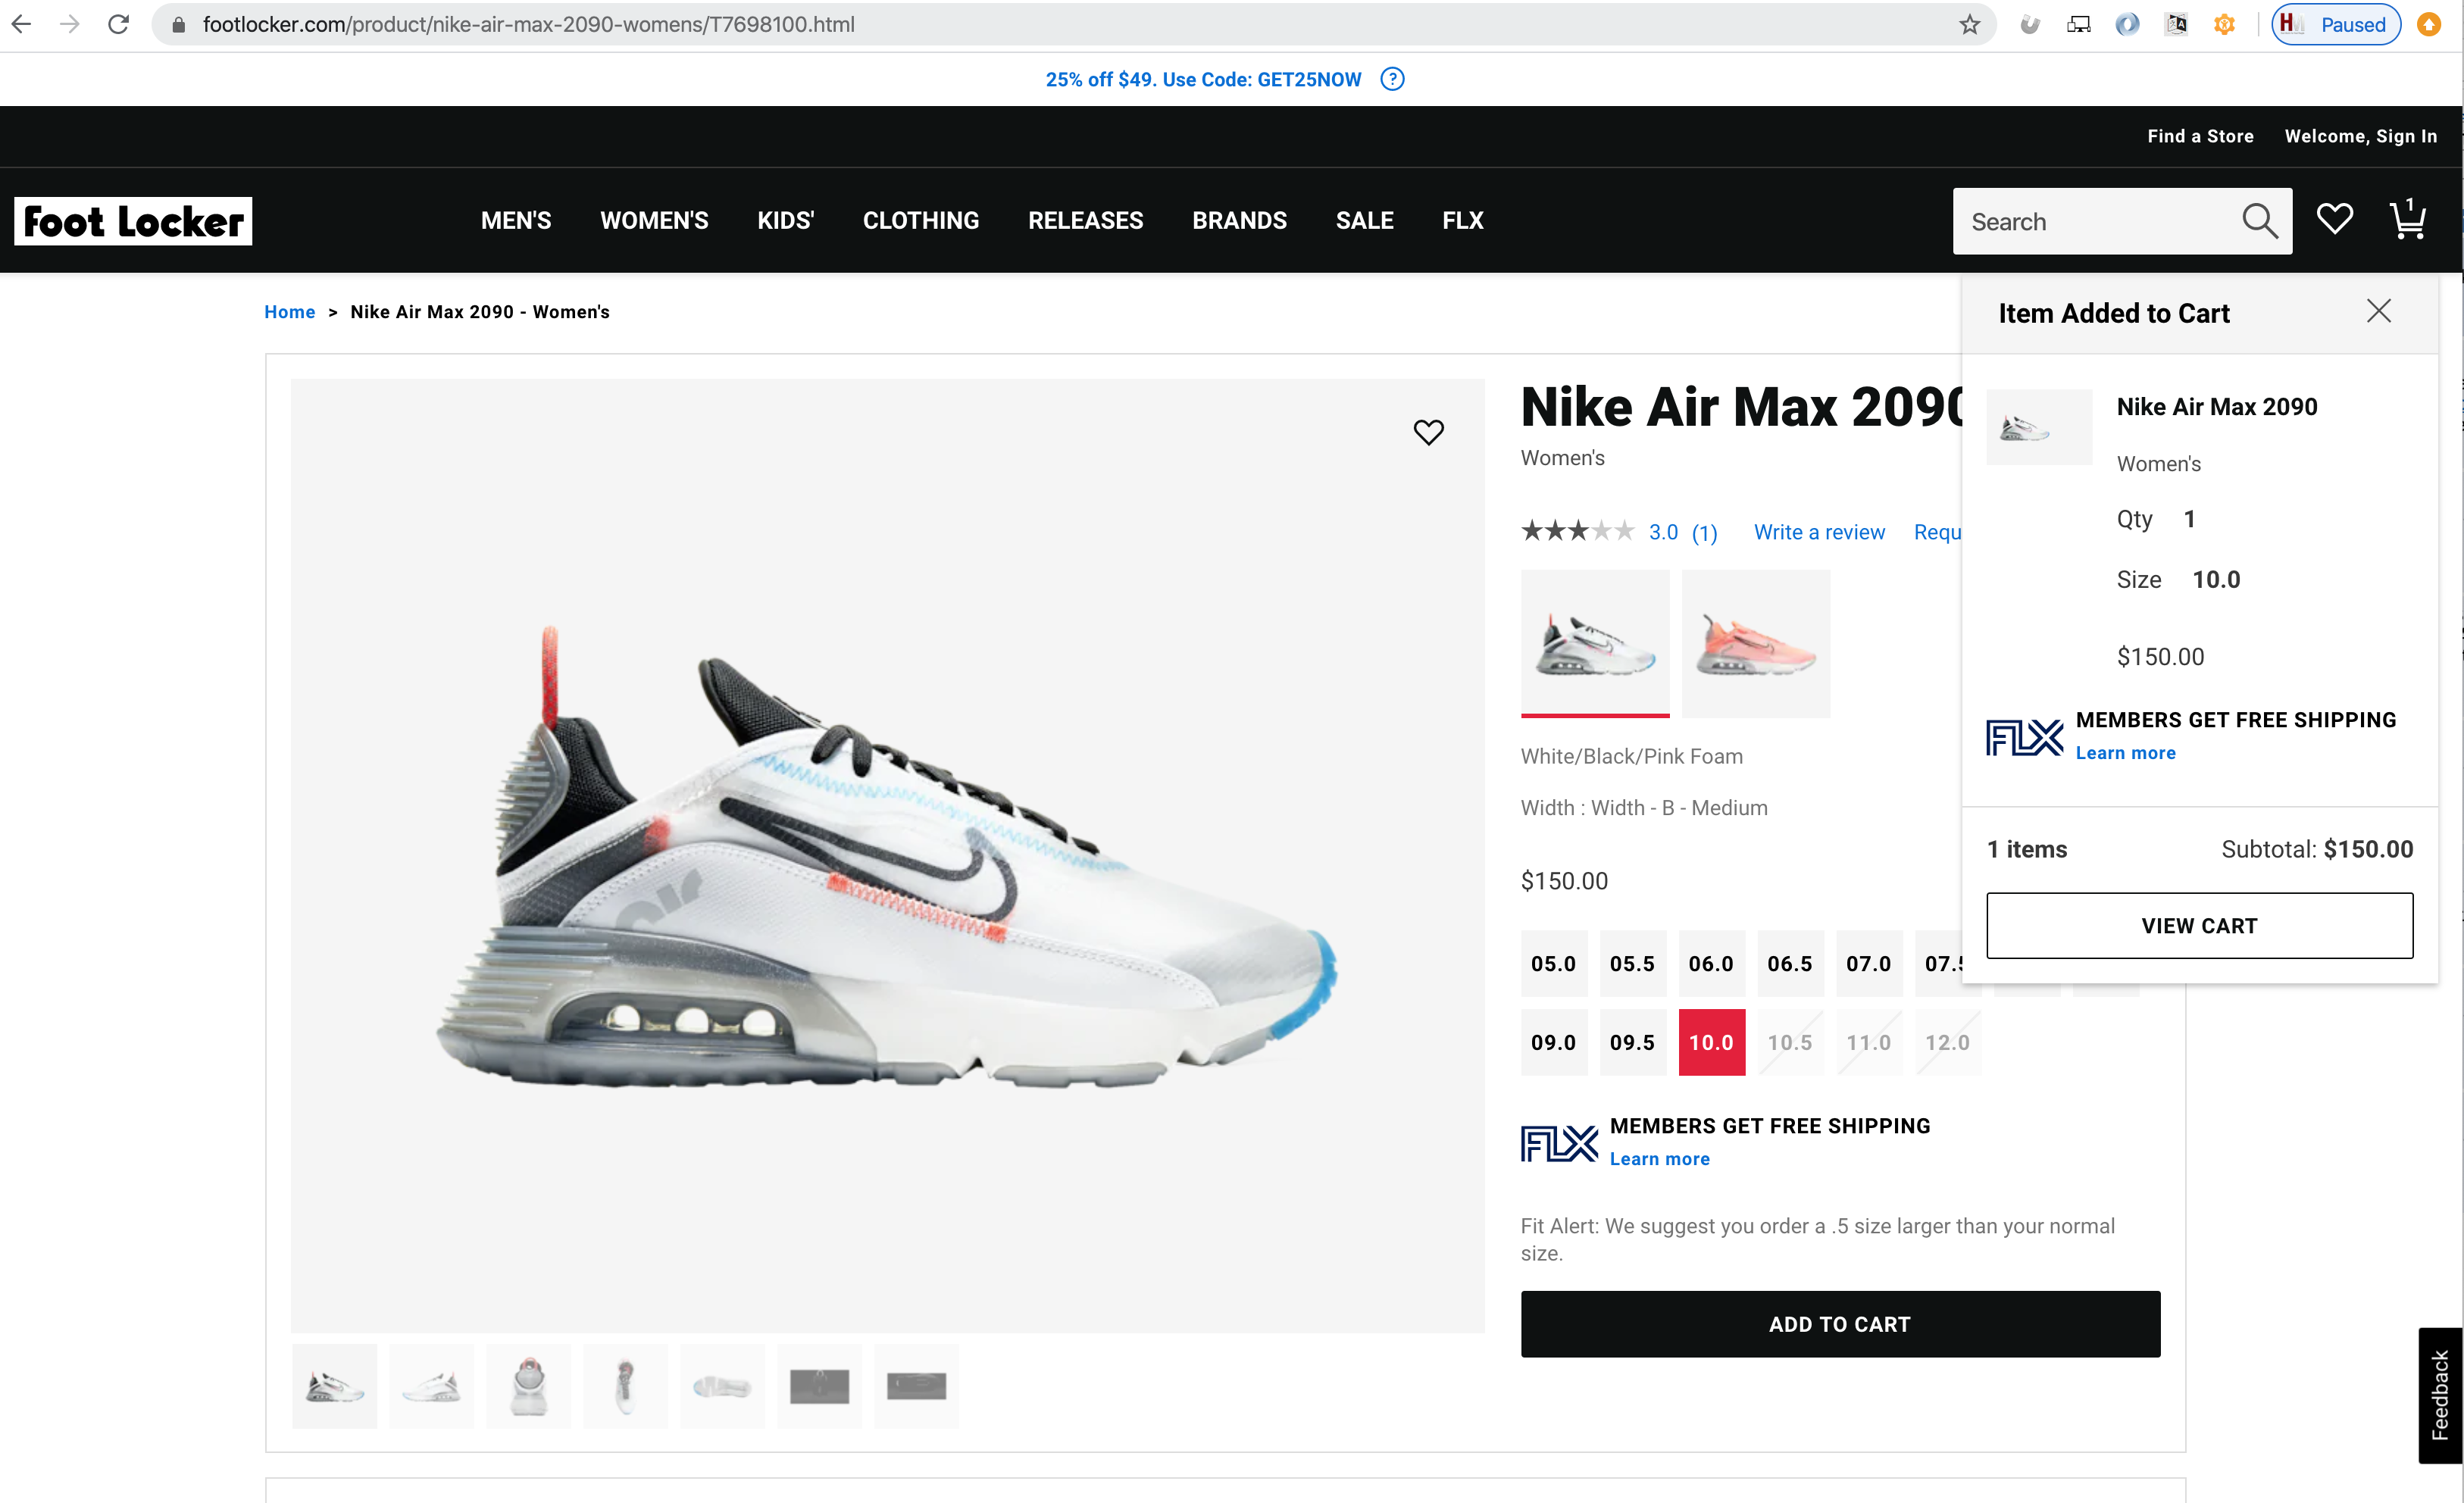 footlocker.com/product/nike-air-max-2090-womens/T7698100.html
Paused
25% off $49. Use Code: GET25NOW ?
Find a Store Welcome, Sign In
Foot Locker
MEN'S WOMEN'S KIDS' CLOTHING RELEASES BRANDS SALE FLX
Search
1
Home > Nike Air Max 2090 - Women's
Item Added to Cart
Nike Air Max 2090
Women's
Qty 1
Size 10.0
$150.00
FLX MEMBERS GET FREE SHIPPING
Learn more
1 items Subtotal: $150.00
VIEW CART
air
Nike Air Max 2090
Women's
3.0 (1) Write a review Requ
White/Black/Pink Foam
Width : Width - B - Medium
$150.00
05.0 05.5 06.0 06.5 07.0 07.5
09.0 09.5 10.0 10.5 11.0 12.0
FLX MEMBERS GET FREE SHIPPING
Learn more
Fit Alert: We suggest you order a .5 size larger than your normal
size.
ADD TO CART
Feedback